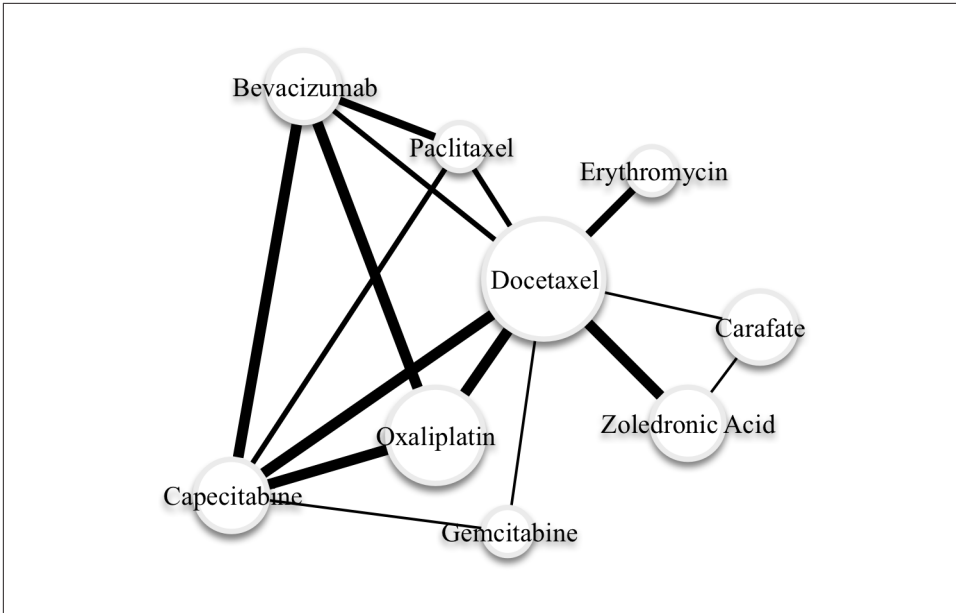 Bevacizumab
Paclitaxel
Erythromycin
Docetaxel
Carafate
Zoledronic Acid
Oxaliplatin
Capecitabine
Gemcitabine